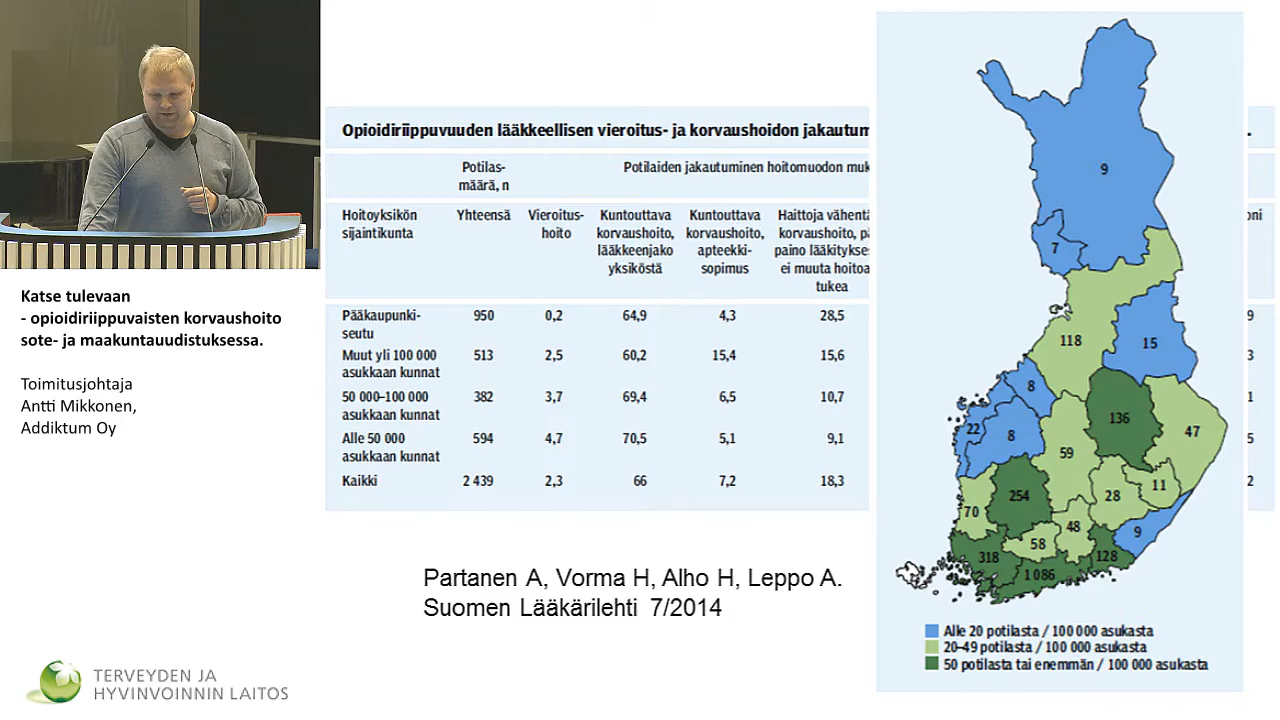 Katse tulevaan
- opioidiriippuvaisten korvaushoito
sote- ja maakuntauudistuksessa.
Toimitusjohtaja
Antti Mikkonen,
Addiktum Oy
TERVEYDEN JA
HYVINVOINNIN LAITOS
Opioidiriippuvuuden lääkkeellisen vieroitus- ja korvaushoidon jakautum
Potilas-
määrä, n
Potilaiden jakautuminen hoitomuodon muk
Hoitoyksikön
sijaintikunta
Yhteensä
Vieroitus-
hoito
Kuntouttava
korvaushoito,
lääkkeenjako
yksiköstä
Kuntouttava
korvaushoito,
apteekki-
sopimus
Haittoja vähentä
korvaushoito, pä
paino lääkitykses
ei muuta hoitoa
tukea
oni
Pääkaupunki-
seutu
950 0,2 64,9 4,3 28,5 9
Muut yli 100 000
asukkaan kunnat
513 2,5 60,2 15,4 15,6 3
50 000–100 000
asukkaan kunnat
382 3,7 69,4 6,5 10,7 1
Alle 50 000
asukkaan kunnat
594 4,7 70,5 5,1 9,1 5
Kaikki 2 439 2,3 66 7,2 18,3 2
Partanen A, Vorma H, Alho H, Leppo A.
Suomen Lääkärilehti 7/2014
9
7
118
15
8
136
22
8
47
59
11
254
28
70
48
9
58
318
128
1 086
Alle 20 potilasta / 100 000 asukasta
20–49 potilasta / 100 000 asukasta
50 potilasta tai enemmän / 100 000 asukasta